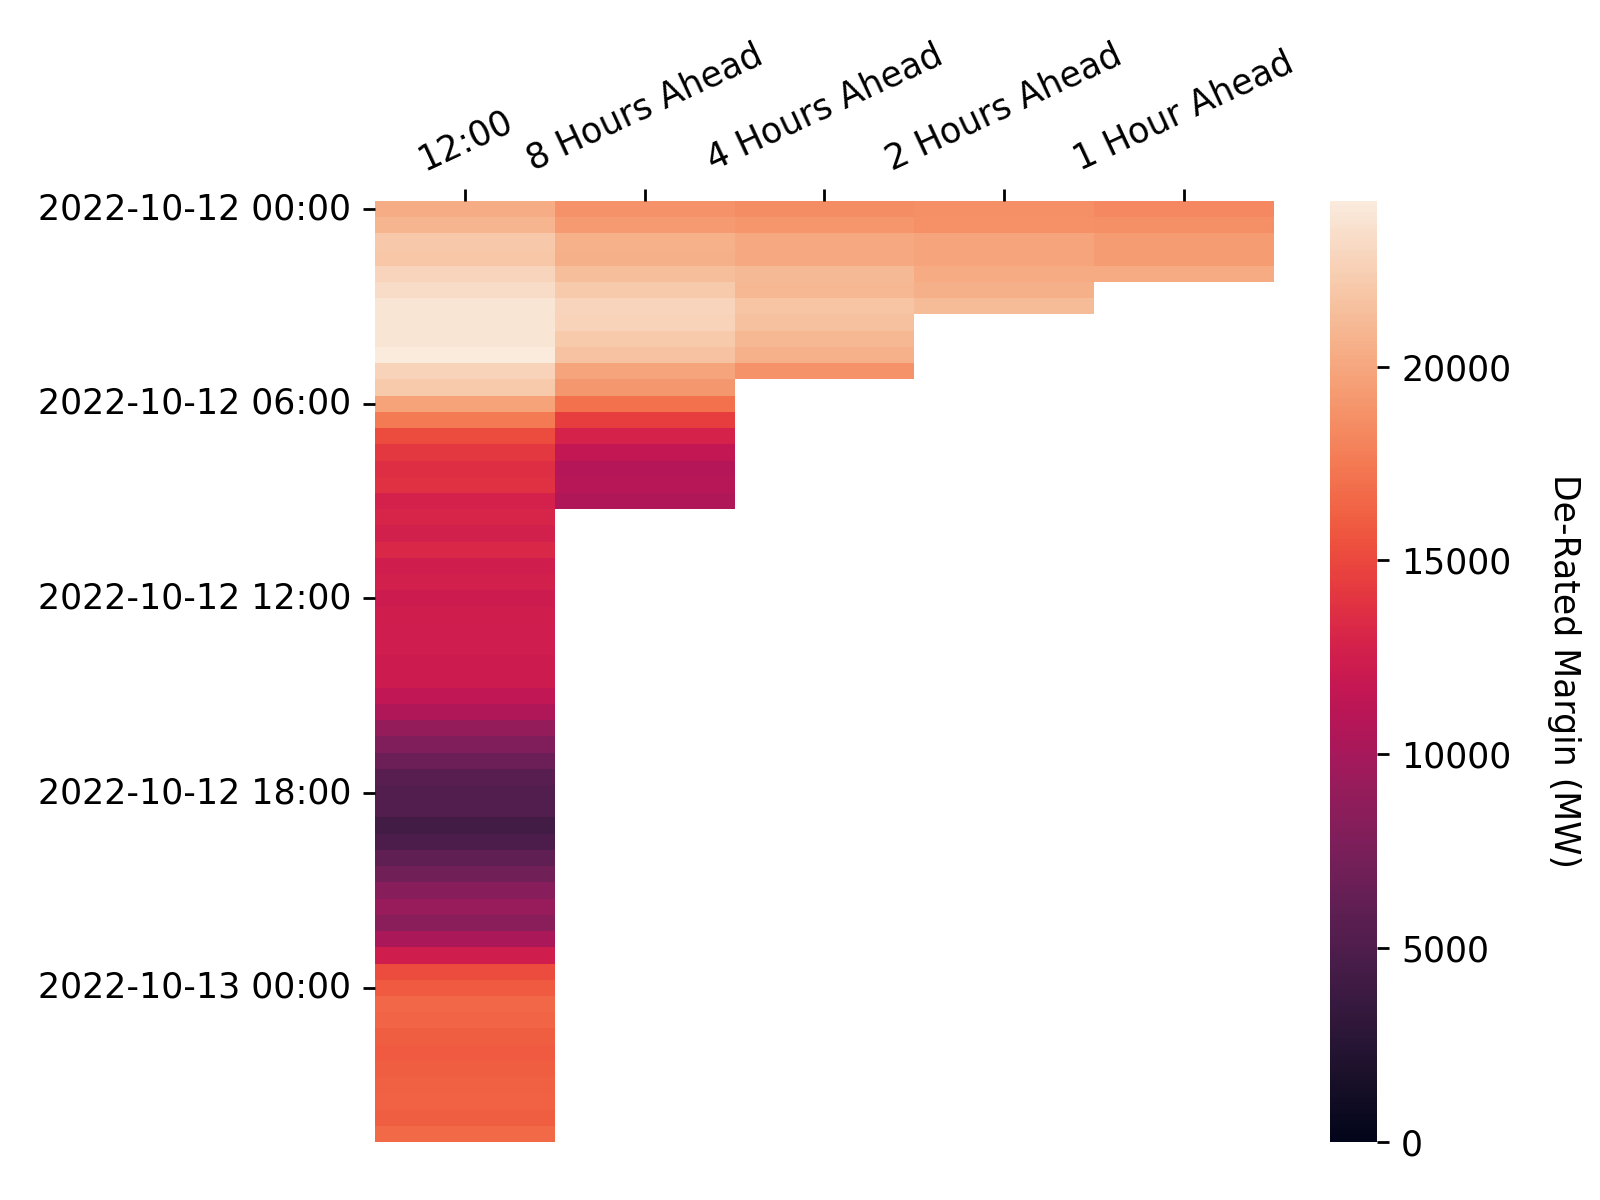 12:00
8 Hours Ahead
4 Hours Ahead
2 Hours Ahead
1 Hour Ahead
2022-10-12 00:00
2022-10-12 06:00
2022-10-12 12:00
2022-10-12 18:00
2022-10-13 00:00
20000
15000
10000
5000
0
De-Rated Margin (MW)